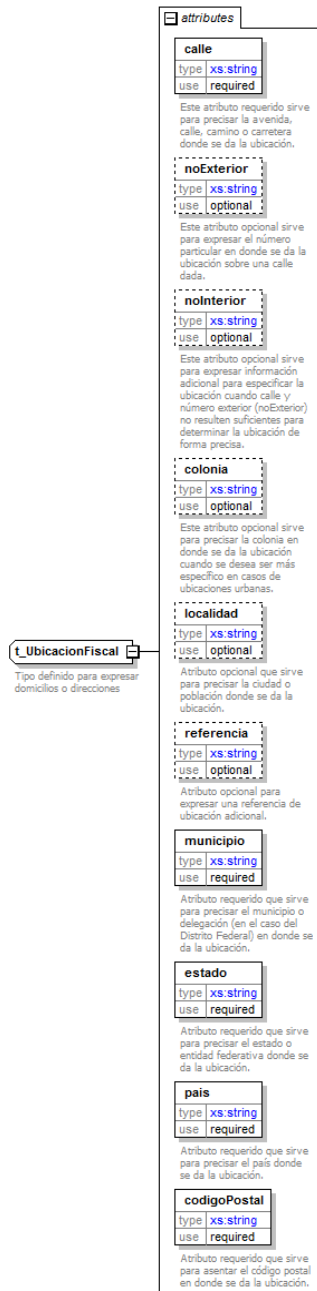 attributes
calle
type xs:string
use required
Este atributo requerido sirve
para precisar la avenida,
calle, camino o carretera
donde se da la ubicación.
noExterior
type xs:string
use optional
Este atributo opcional sirve
para expresar el número
particular en donde se da la
ubicación sobre una calle
dada.
noInterior
type xs:string
use optional
Este atributo opcional sirve
para expresar información
adicional para especificar la
ubicación cuando calle y
número exterior (noExterior)
no resulten suficientes para
determinar la ubicación de
forma precisa.
colonia
type xs:string
use optional
Este atributo opcional sirve
para precisar la colonia en
donde se da la ubicación
cuando se desea ser más
específico en casos de
ubicaciones urbanas.
localidad
type xs:string
use optional
Atributo opcional que sirve
para precisar la ciudad o
población donde se da la
ubicación.
t_UbicacionFiscal
Tipo definido para expresar
domicilios o direcciones
referencia
type xs:string
use optional
Atributo opcional para
expresar una referencia de
ubicación adicional.
municipio
type xs:string
use required
Atributo requerido que sirve
para precisar el municipio o
delegación (en el caso del
Distrito Federal) en donde se
da la ubicación.
estado
type xs:string
use required
Atributo requerido que sirve
para precisar el estado o
entidad federativa donde se
da la ubicación.
pais
type xs:string
use required
Atributo requerido que sirve
para precisar el país donde
se da la ubicación.
codigoPostal
type xs:string
use required
Atributo requerido que sirve
para asentar el código postal
en donde se da la ubicación.